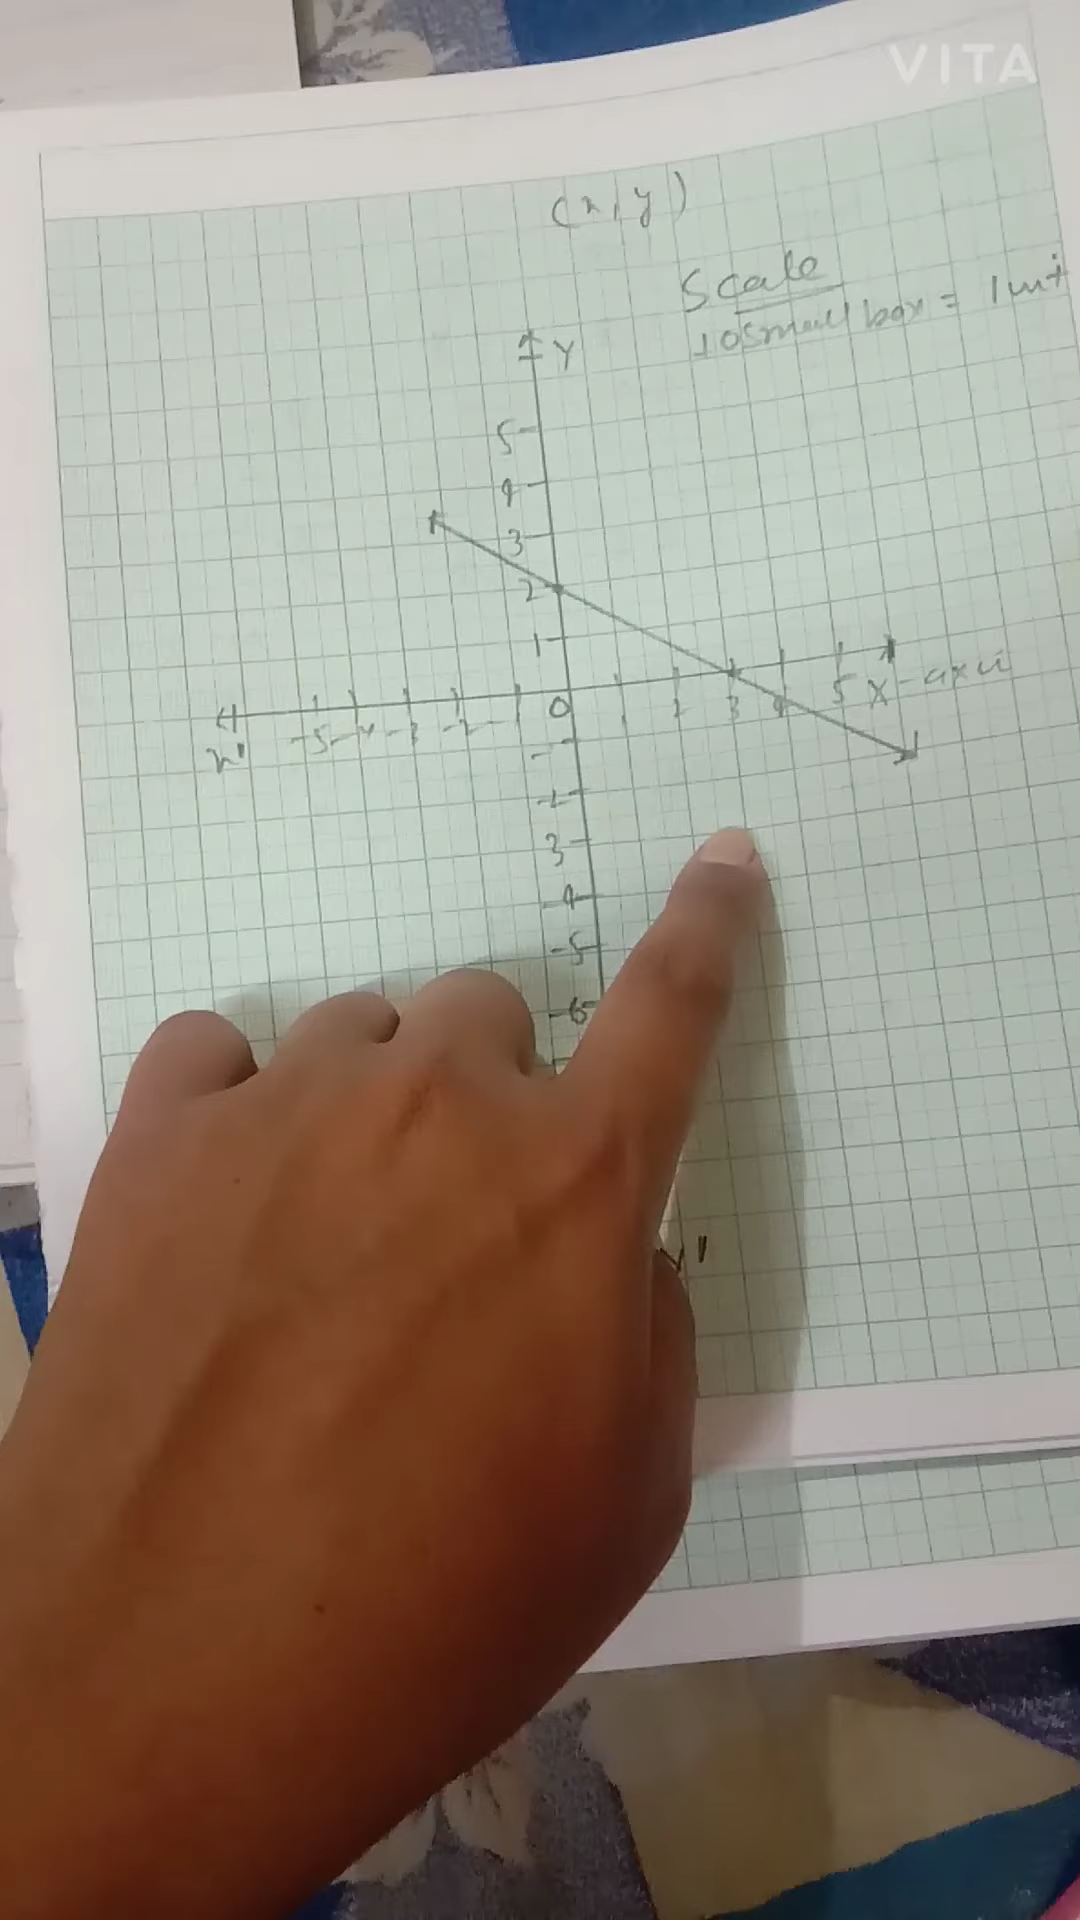 VITA
(x, y)
Scale
10 small box = 1 unit
Y
5
4
3
2
1
0
1 2 3 4 5 X-axis
x' -5 -4 -3 -2 -1
-1
-2
3
-4
-5
-6
Y'